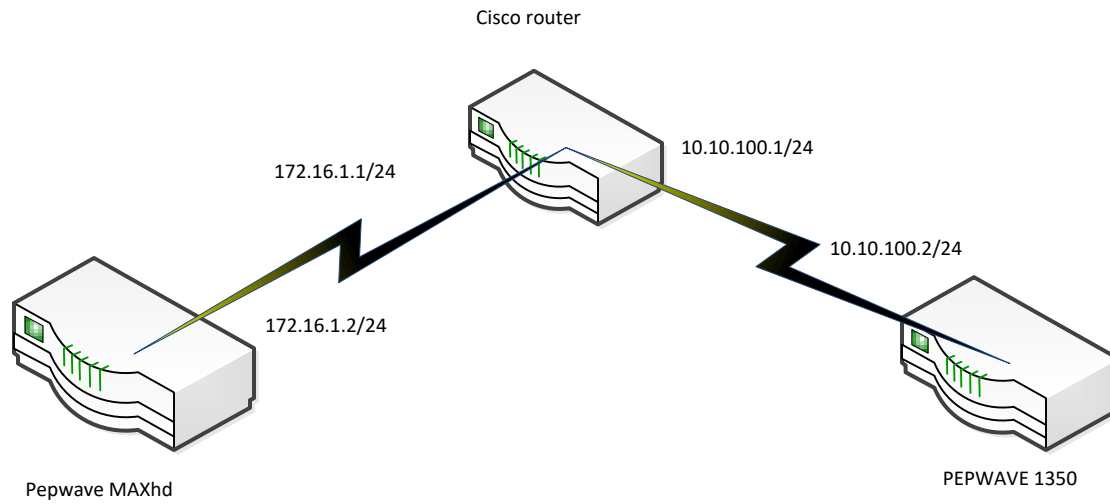 Cisco router
10.10.100.1/24
172.16.1.1/24
10.10.100.2/24
172.16.1.2/24
PEPWAVE 1350
Pepwave MAXhd